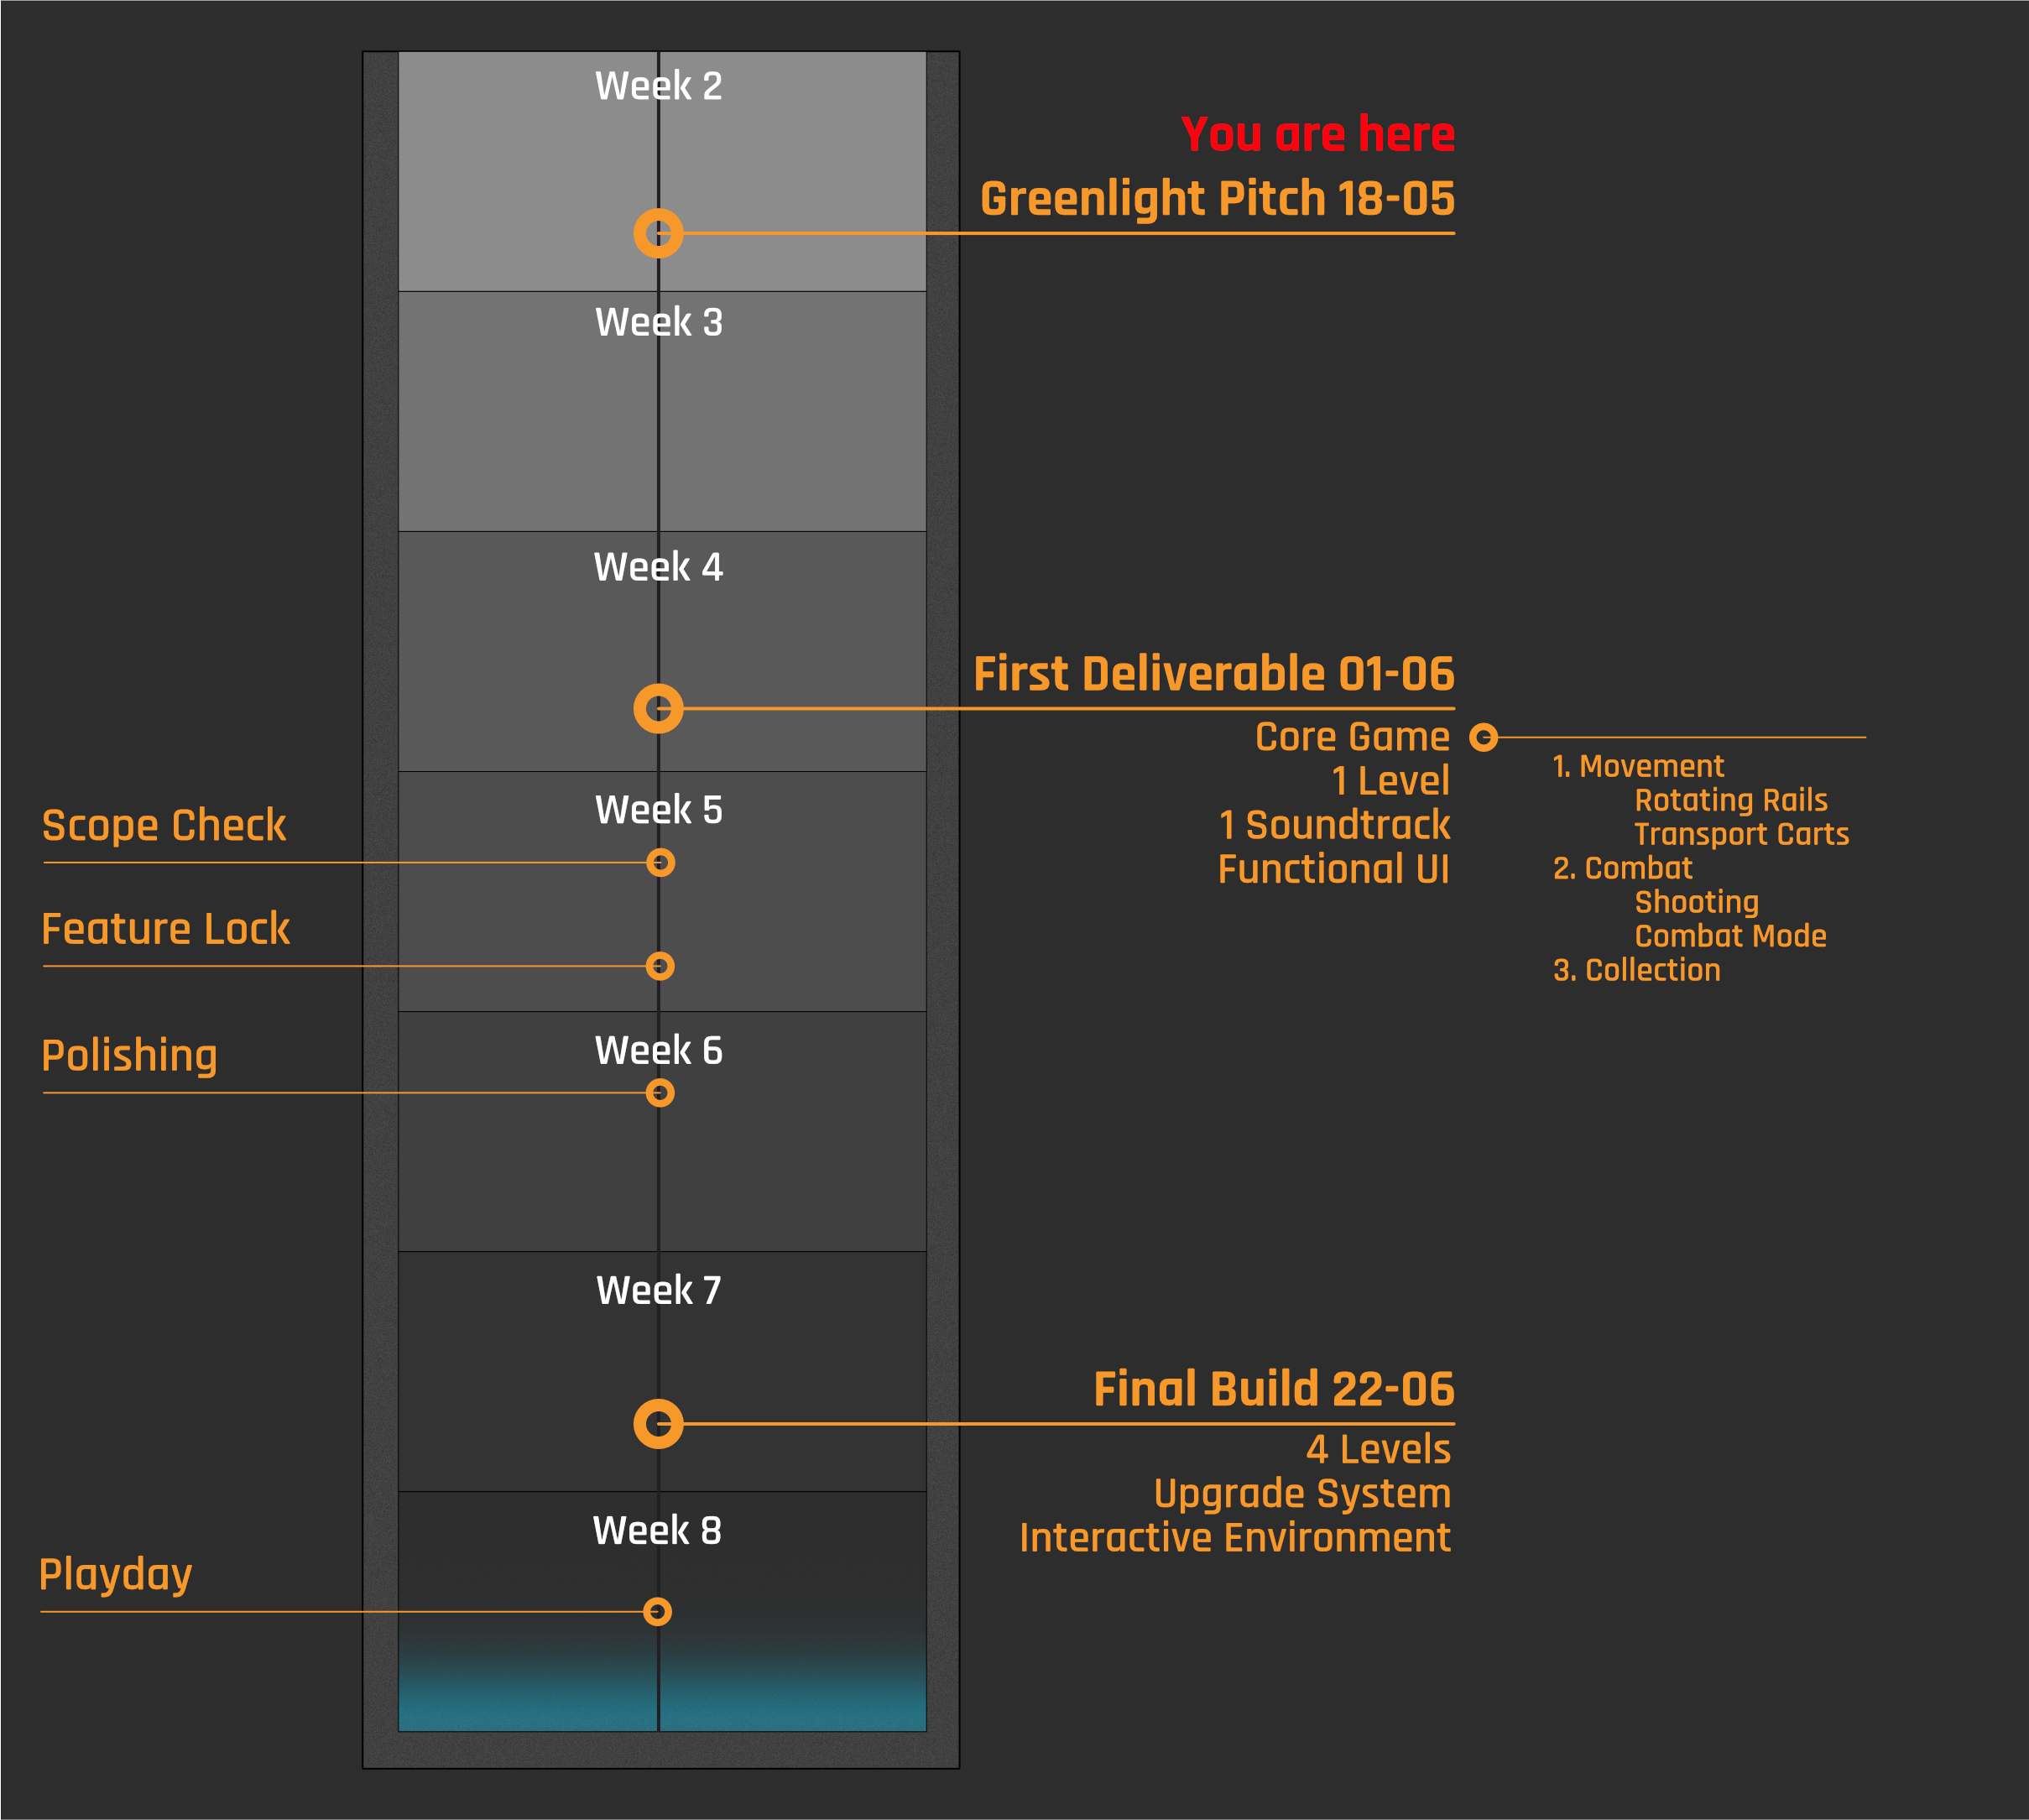 Week 2
You are here
Greenlight Pitch 18-05
Week 3
Week 4
First Deliverable 01-06
Core Game
1 Level
1 Soundtrack
Functional UI
1. Movement
Rotating Rails
Transport Carts
2. Combat
Shooting
Combat Mode
3. Collection
Week 5
Scope Check
Feature Lock
Week 6
Polishing
Week 7
Final Build 22-06
4 Levels
Upgrade System
Interactive Environment
Week 8
Playday